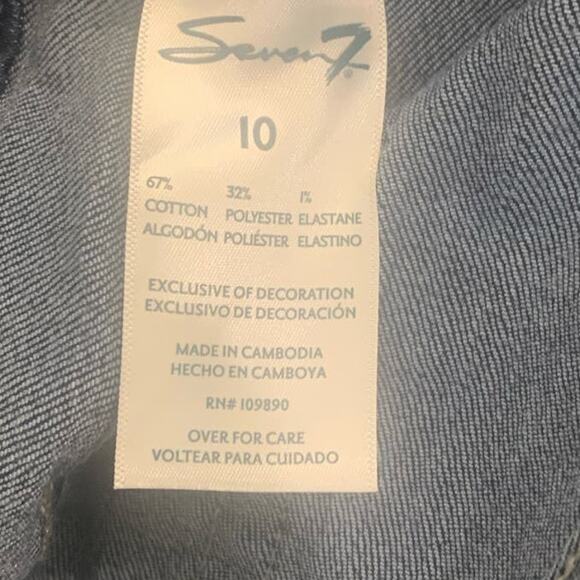 Seven7
10
67% 32% 1%
COTTON POLYESTER ELASTANE
ALGODÓN POLIÉSTER ELASTINO
EXCLUSIVE OF DECORATION
EXCLUSIVO DE DECORACIÓN
MADE IN CAMBODIA
HECHO EN CAMBOYA
RN# 109890
OVER FOR CARE
VOLTEAR PARA CUIDADO